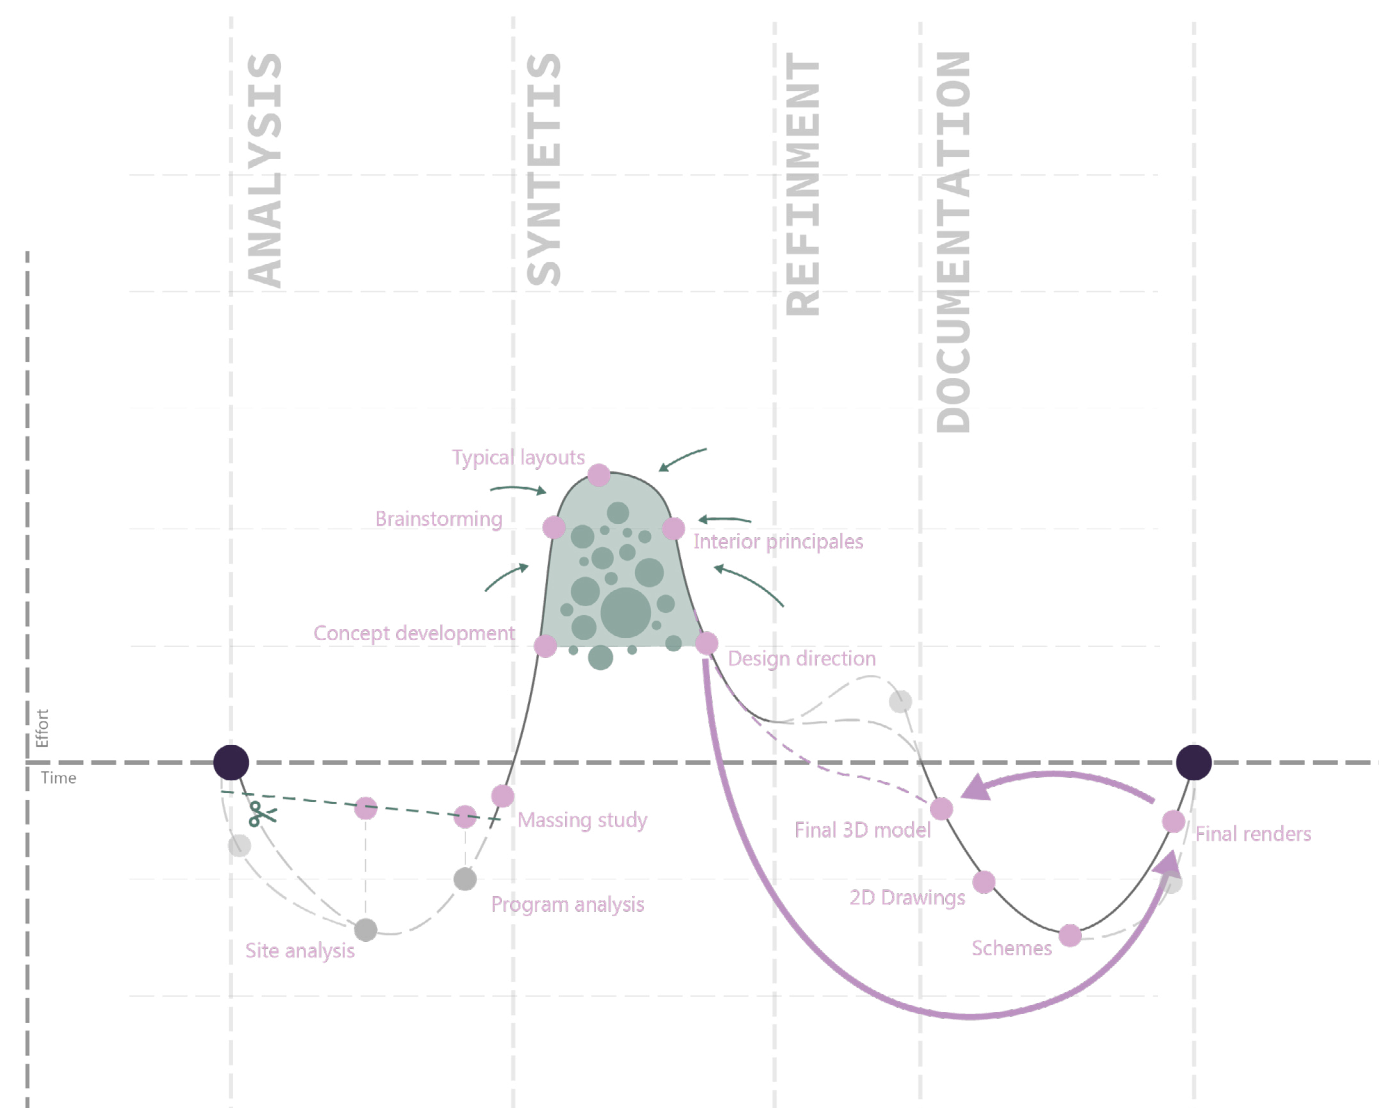 ANALYSIS
SYNTETIS
REFINMENT
DOCUMENTATION
Typical layouts
Brainstorming
Interior principales
Concept development
Design direction
Effort
Time
Massing study
Final 3D model
Final renders
2D Drawings
Program analysis
Site analysis
Schemes